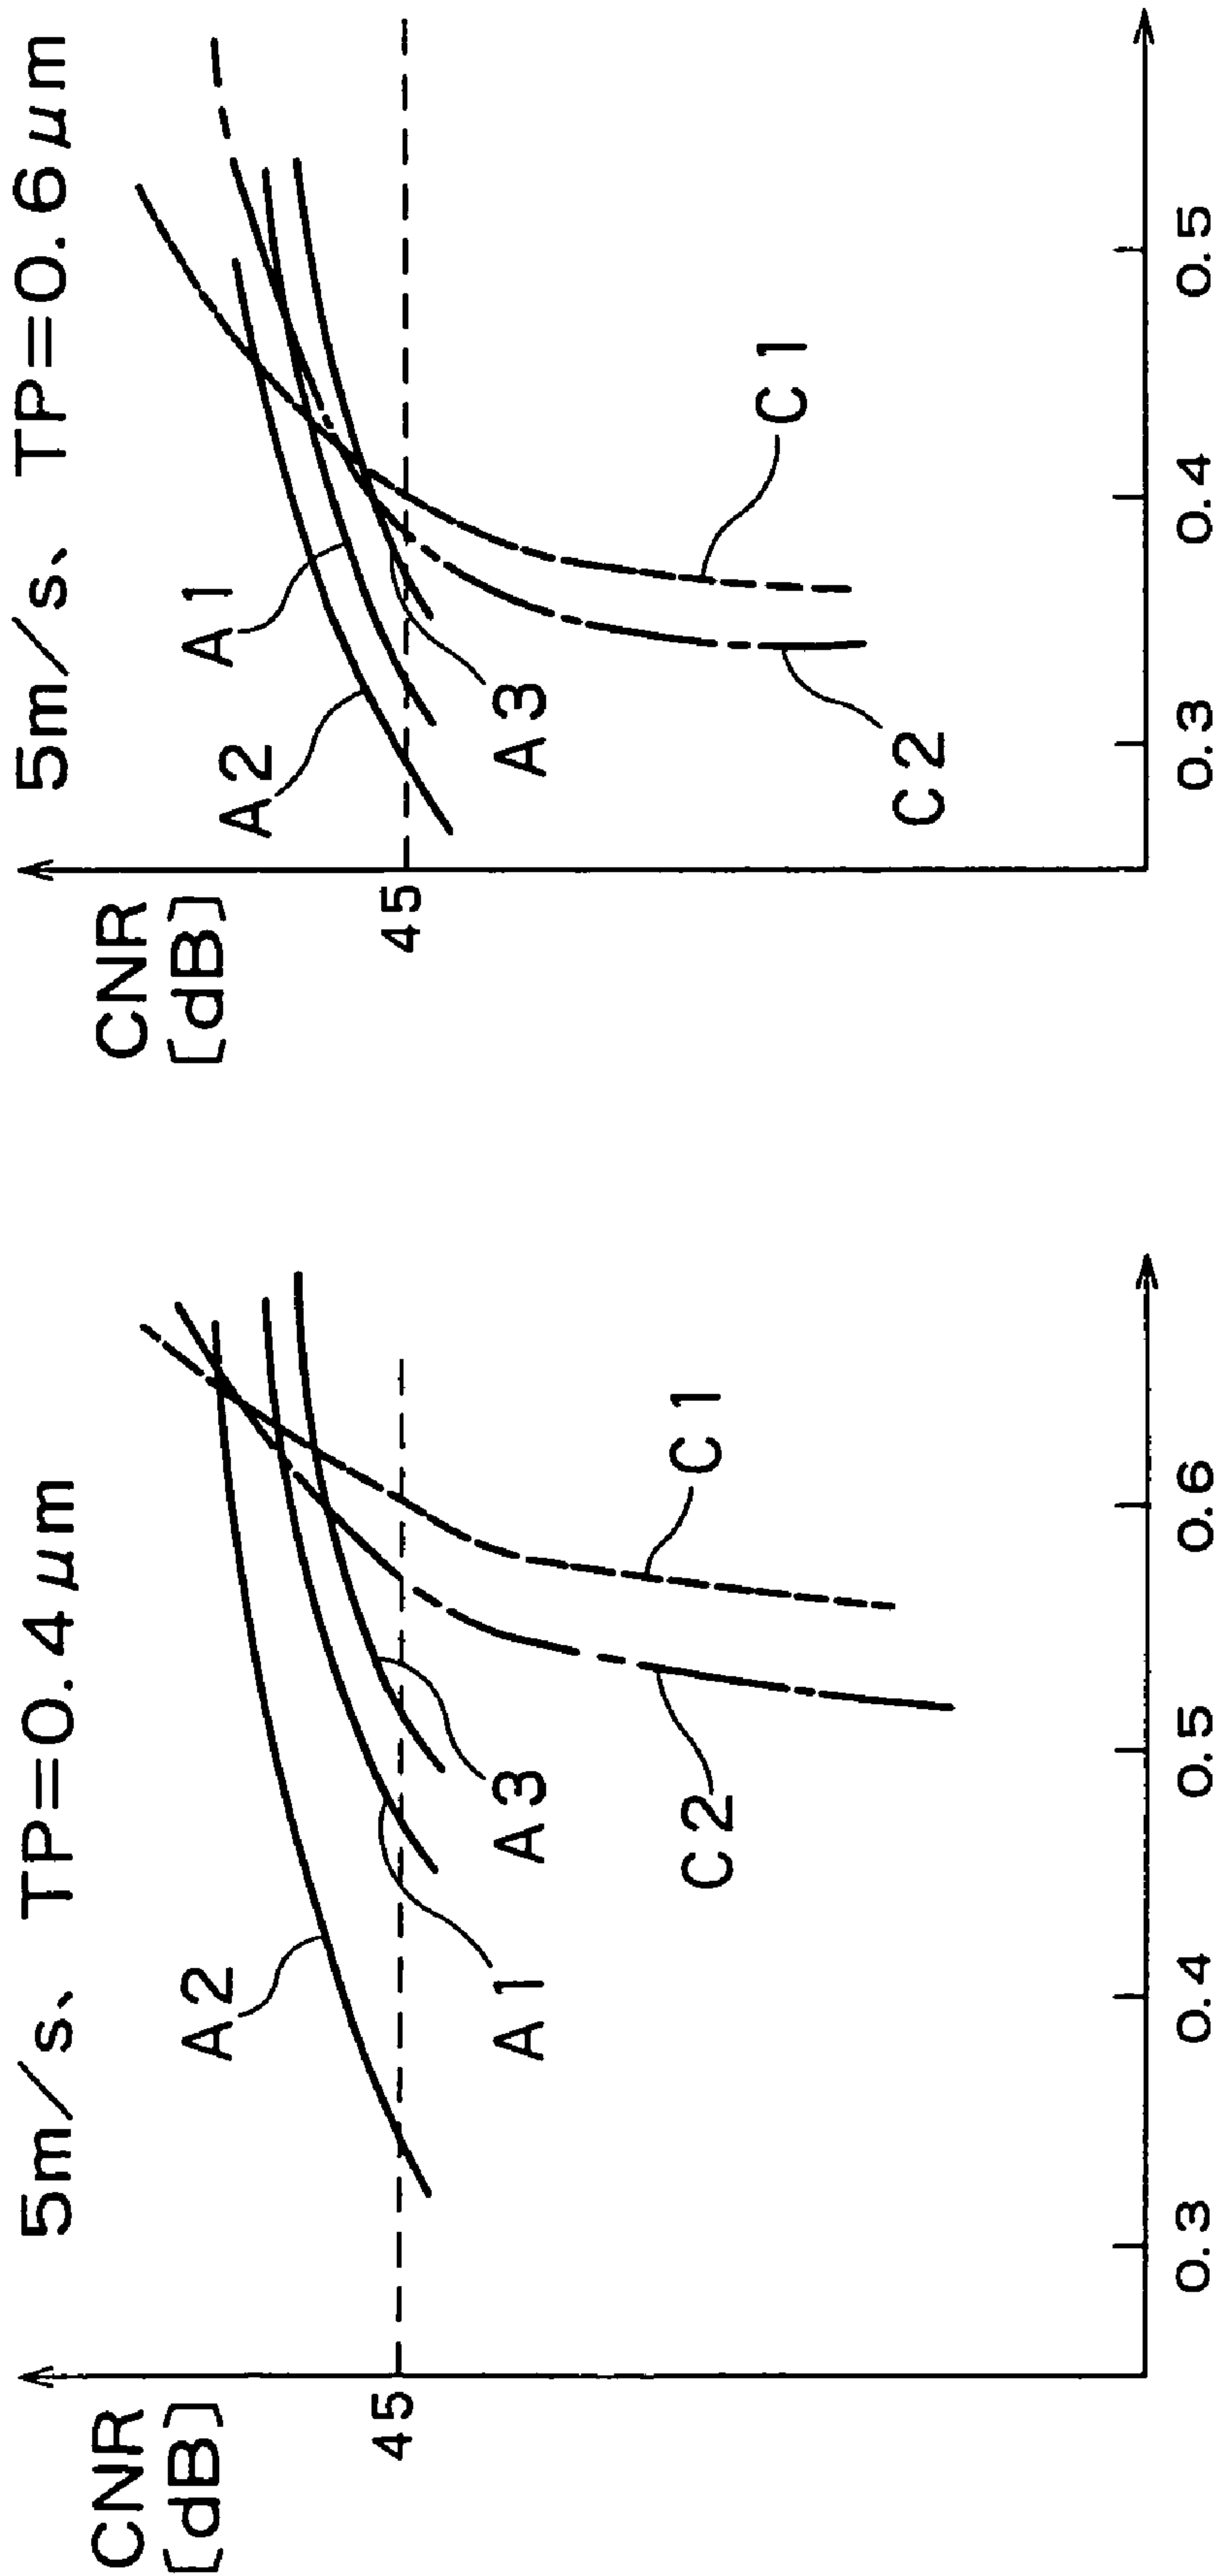 5m/s、TP=0.4μm
CNR
[dB]
45
A2
A1
A3
C2
C1
0.3
0.4
0.5
0.6
5m/s、TP=0.6μm
CNR
[dB]
45
A2
A1
A3
C2
C1
0.3
0.4
0.5